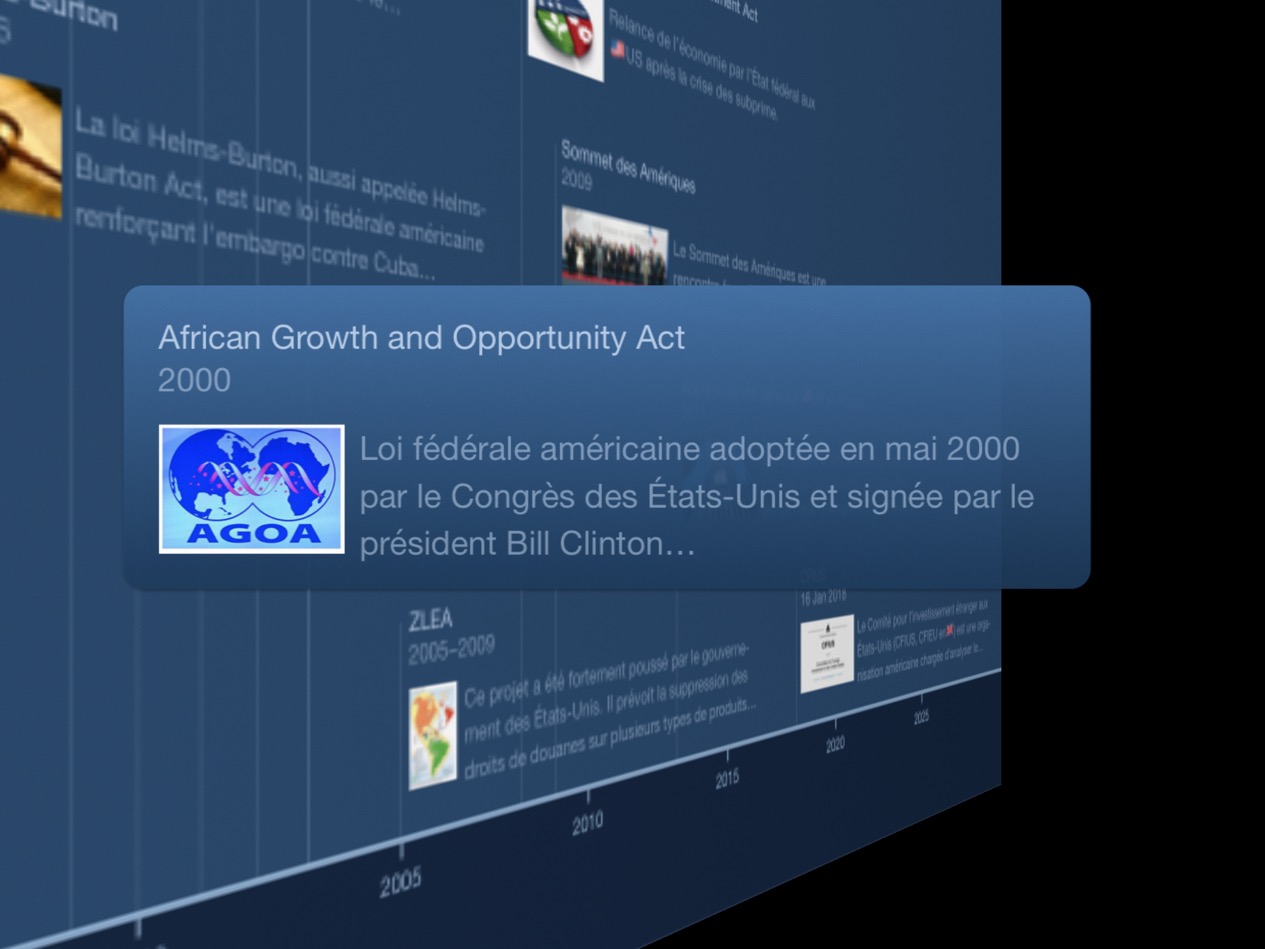 Burton
La loi Helms-Burton, aussi appelée Helms-
Burton Act, est une loi fédérale américaine
renforçant l'embargo contre Cuba...
Act
Relance de l'économie par l'État fédéral aux
US après la crise des subprime.
Sommet des Amériques
2009
Le Sommet des Amériques est une
African Growth and Opportunity Act
2000
AGOA
Loi fédérale américaine adoptée en mai 2000
par le Congrès des États-Unis et signée par le
président Bill Clinton...
ZLEA
2005–2009
Ce projet a été fortement poussé par le gouverne-
ment des États-Unis. Il prévoit la suppression des
droits de douanes sur plusieurs types de produits...
CFIUS
16 Jan 2018
CFIUS
Le Comité pour l'investissement étranger aux
États-Unis (CFIUS, CFIEU en) est une orga-
nisation américaine chargée d'analyser le...
2005
2010
2015
2020
2025